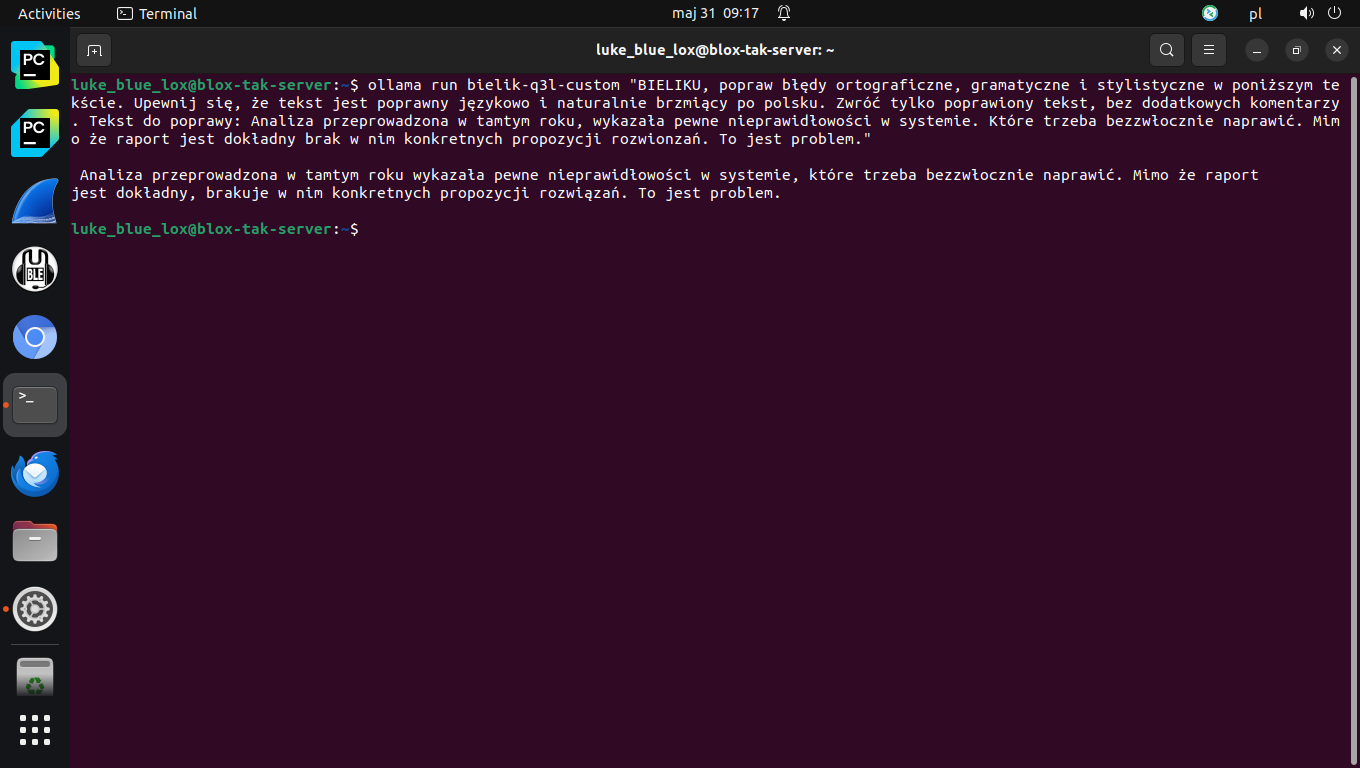 Activities
Terminal
maj 31 09:17
pl
luke_blue_lox@blox-tak-server: ~
luke_blue_lox@blox-tak-server:~$ ollama run bielik-q3l-custom "BIELIKU, popraw błędy ortograficzne, gramatyczne i stylistyczne w poniższym te
kście. Upewnij się, że tekst jest poprawny językowo i naturalnie brzmiący po polsku. Zwróć tylko poprawiony tekst, bez dodatkowych komentarzy
. Tekst do poprawy: Analiza przeprowadzona w tamtym roku, wykazała pewne nieprawidłowości w systemie. Które trzeba bezzwłocznie naprawić. Mim
o że raport jest dokładny brak w nim konkretnych propozycji rozwionzań. To jest problem."
Analiza przeprowadzona w tamtym roku wykazała pewne nieprawidłowości w systemie, które trzeba bezzwłocznie naprawić. Mimo że raport
jest dokładny, brakuje w nim konkretnych propozycji rozwiązań. To jest problem.
luke_blue_lox@blox-tak-server:~$
PC
PC
BLE
>_